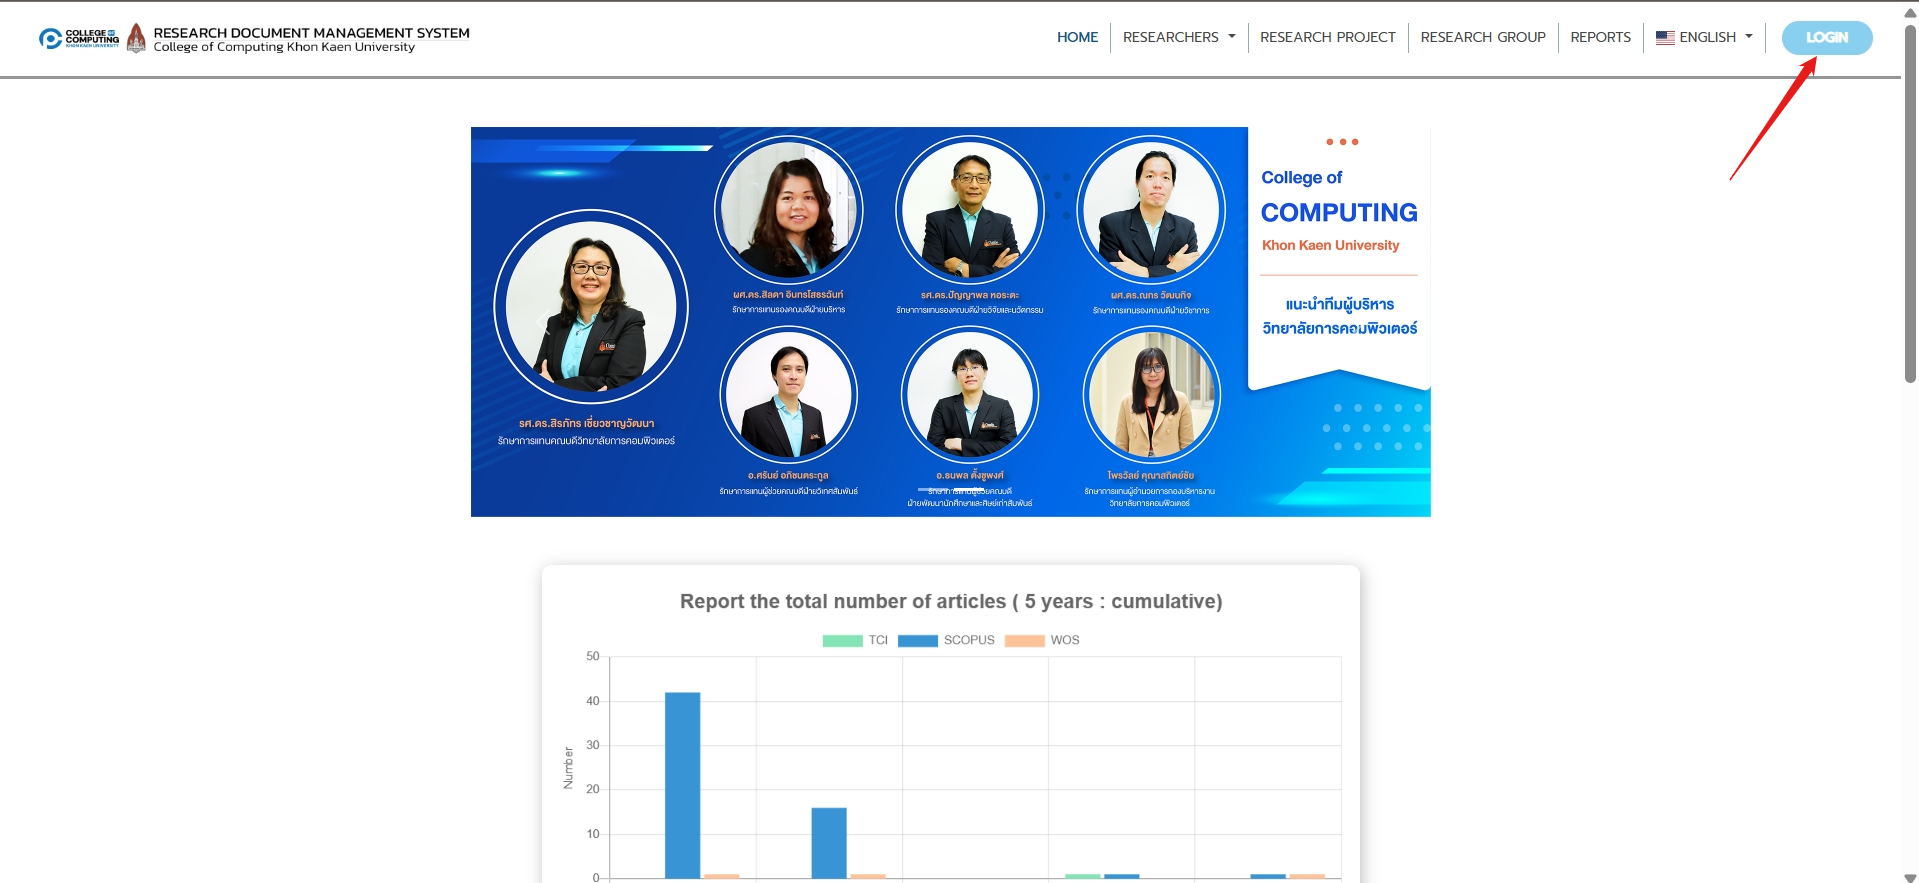 COLLEGE OF
COMPUTING
KHON KAEN UNIVERSITY
RESEARCH DOCUMENT MANAGEMENT SYSTEM
College of Computing Khon Kaen University
HOME
RESEARCHERS
RESEARCH PROJECT
RESEARCH GROUP
REPORTS
ENGLISH
LOGIN
College of
COMPUTING
Khon Kaen University
แนะนำทีมผู้บริหาร
วิทยาลัยการคอมพิวเตอร์
ผศ.ดร.สิลดา อินทรโสธรฉันท์
รักษาการแทนรองคณบดีฝ่ายบริหาร
รศ.ดร.ปัญญาพล หอระตะ
รักษาการแทนรองคณบดีฝ่ายวิจัยและนวัตกรรม
ผศ.ดร.ณกร วัฒนกิจ
รักษาการแทนรองคณบดีฝ่ายวิชาการ
รศ.ดร.สิรภัทร เชี่ยวชาญวัฒนา
รักษาการแทนคณบดีวิทยาลัยการคอมพิวเตอร์
อ.ศรัณย์ อภิชนตระกูล
รักษาการแทนผู้ช่วยคณบดีฝ่ายวิเทศสัมพันธ์
อ.ธนพล ตั้งชูพงศ์
รักษาการแทนผู้ช่วยคณบดี
ฝ่ายพัฒนานักศึกษาและศิษย์เก่าสัมพันธ์
ไพรวัลย์ คุณาสถิตย์ชัย
รักษาการแทนผู้อำนวยการกองบริหารงาน
วิทยาลัยการคอมพิวเตอร์
Report the total number of articles ( 5 years : cumulative)
TCI
SCOPUS
WOS
Number
50
40
30
20
10
0